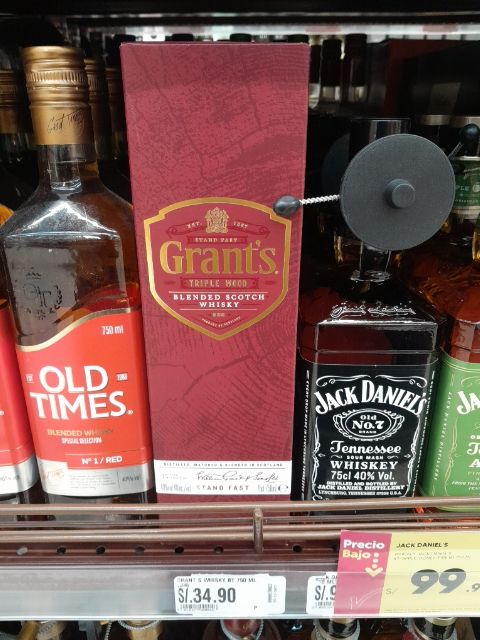 750 ml
OLD
TIMES.
BLENDED WHISKY
SPECIAL SELECTION
Nº 1 / RED
STAND FAST
Grant's.
TRIPLE WOOD
BLENDED SCOTCH
WHISKY
DISTILLED, MATURED & BLENDED IN SCOTLAND
STAND FAST
JACK DANIEL'S
Old
No.7
BRAND
Tennessee
SOUR MASH
WHISKEY
75cl 40% Vol.
DISTILLED AND BOTTLED BY
JACK DANIEL DISTILLERY
LYNCHBURG, TENNESSEE
JA
GRANT S WHISKY BT 750 ML
S/.34.90
P
S/.9
Precio
Bajo
JACK DANIEL'S
S/
99.9